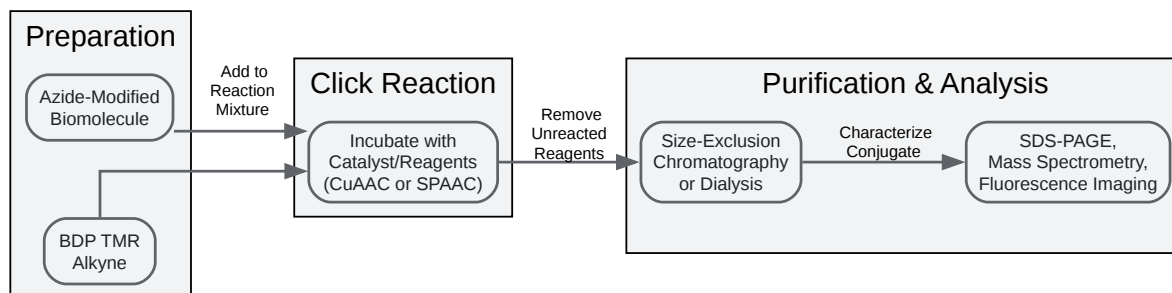 Preparation
Azide-Modified
Biomolecule
BDP TMR
Alkyne
Add to
Reaction
Mixture
Click Reaction
Incubate with
Catalyst/Reagents
(CuAAC or SPAAC)
Remove
Unreacted
Reagents
Purification & Analysis
Size-Exclusion
Chromatography
or Dialysis
Characterize
Conjugate
SDS-PAGE,
Mass Spectrometry,
Fluorescence Imaging